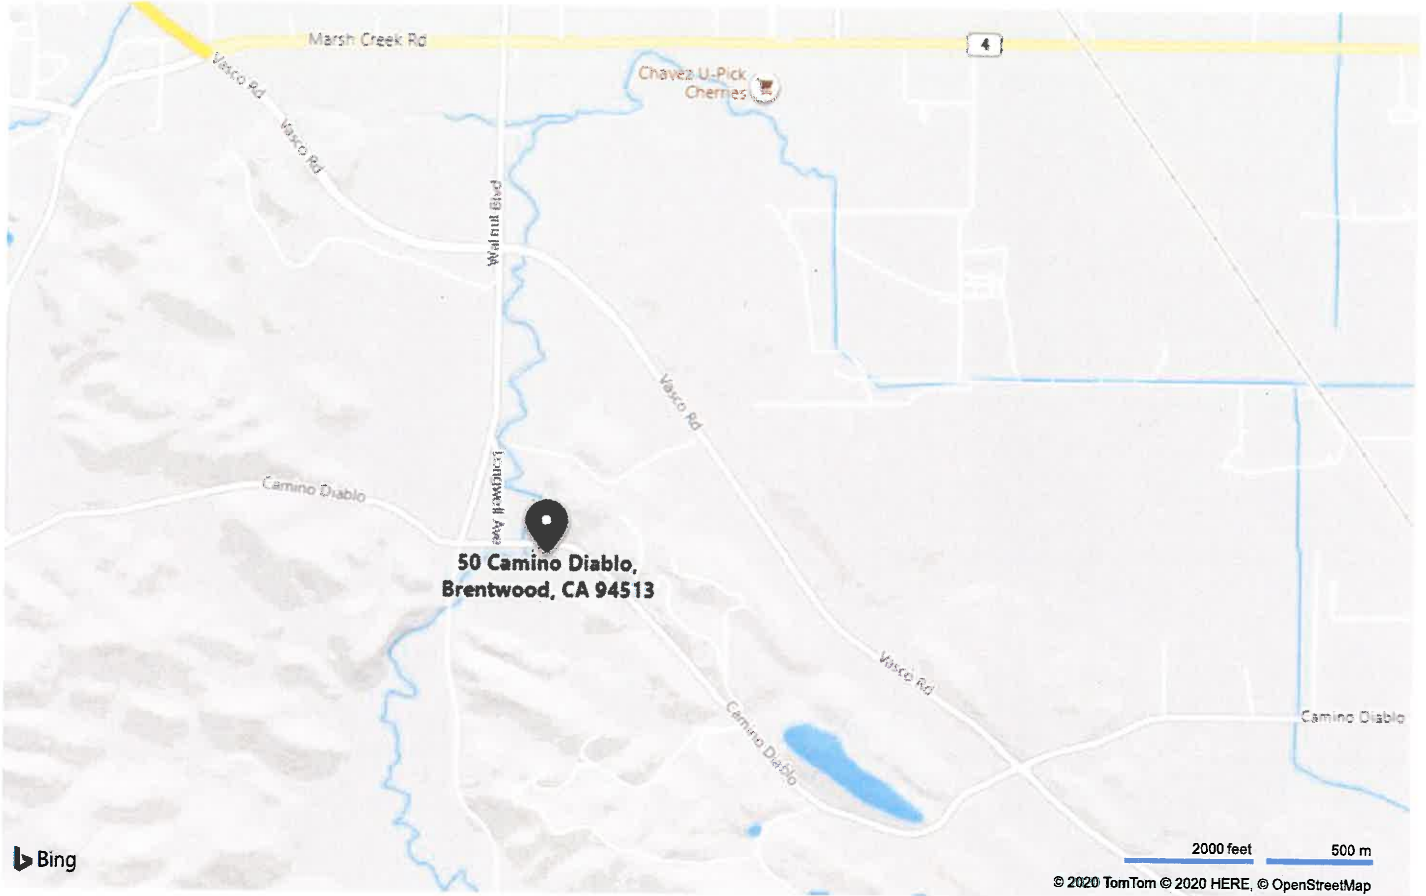 Marsh Creek Rd
4
Vasco Rd
Chavez U-Pick
Cherries
Vasco Rd
Walnut Blvd
Vasco Rd
Camino Diablo
Longwell Ave
50 Camino Diablo,
Brentwood, CA 94513
Vasco Rd
Camino Diablo
Camino Diablo
Bing
2000 feet
500 m
© 2020 TomTom © 2020 HERE, © OpenStreetMap